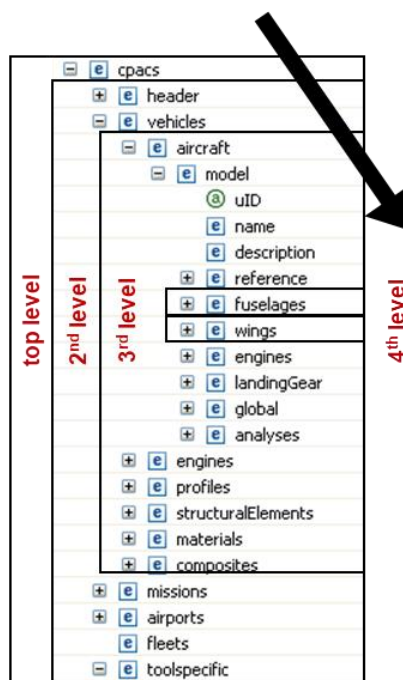 cpacs
header
vehicles
aircraft
model
uID
name
description
reference
fuselages
wings
engines
landingGear
global
analyses
engines
profiles
structuralElements
materials
composites
missions
airports
fleets
toolspecific
top level
2nd level
3rd level
4th level